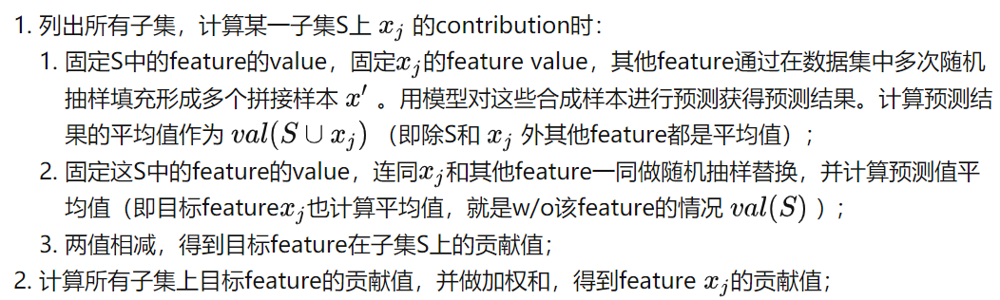 1. 列出所有子集，计算某一子集S上 x_j 的contribution时：
1. 固定S中的feature的value，固定x_j的feature value，其他feature通过在数据集中多次随机
抽样填充形成多个拼接样本 x′ 。用模型对这些合成样本进行预测获得预测结果。计算预测结
果的平均值作为 val(S ∪ x_j) （即除S和 x_j 外其他feature都是平均值）；
2. 固定这S中的feature的value，连同x_j和其他feature一同做随机抽样替换，并计算预测值平
均值（即目标featurex_j也计算平均值，就是w/o该feature的情况 val(S) ）；
3. 两值相减，得到目标feature在子集S上的贡献值；
2. 计算所有子集上目标feature的贡献值，并做加权和，得到feature x_j的贡献值；